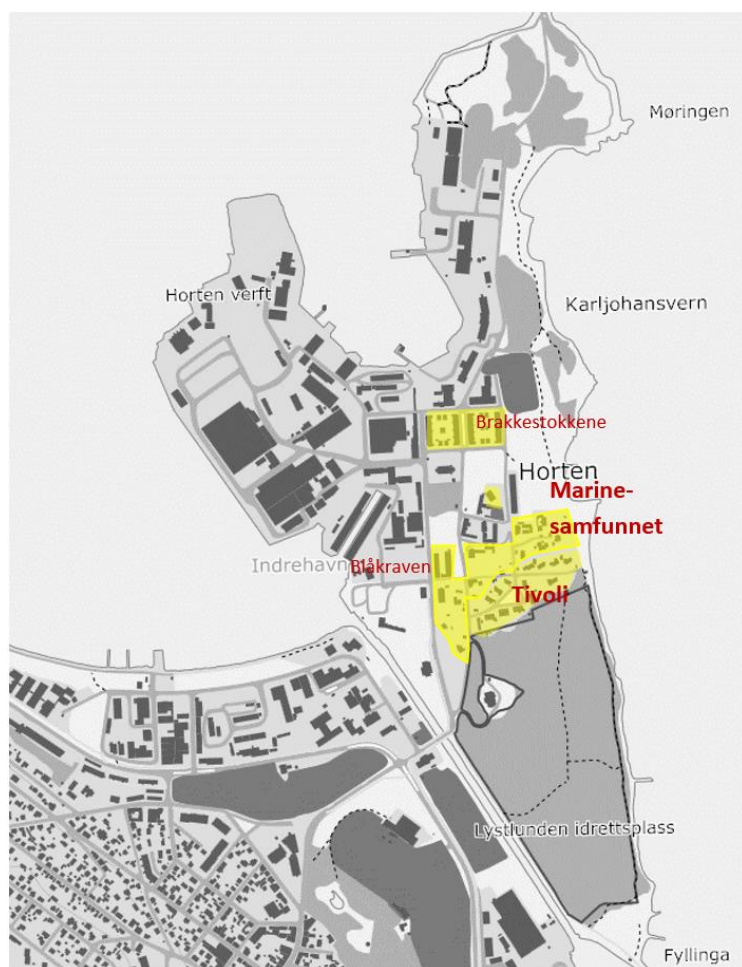 Møringen
Horten verft
Karljohansvern
Brakkestokkene
Horten
Marine-
samfunnet
Indrehavn
Blåkraven
Tivoli
Lystlunden idrettsplass
Fyllinga